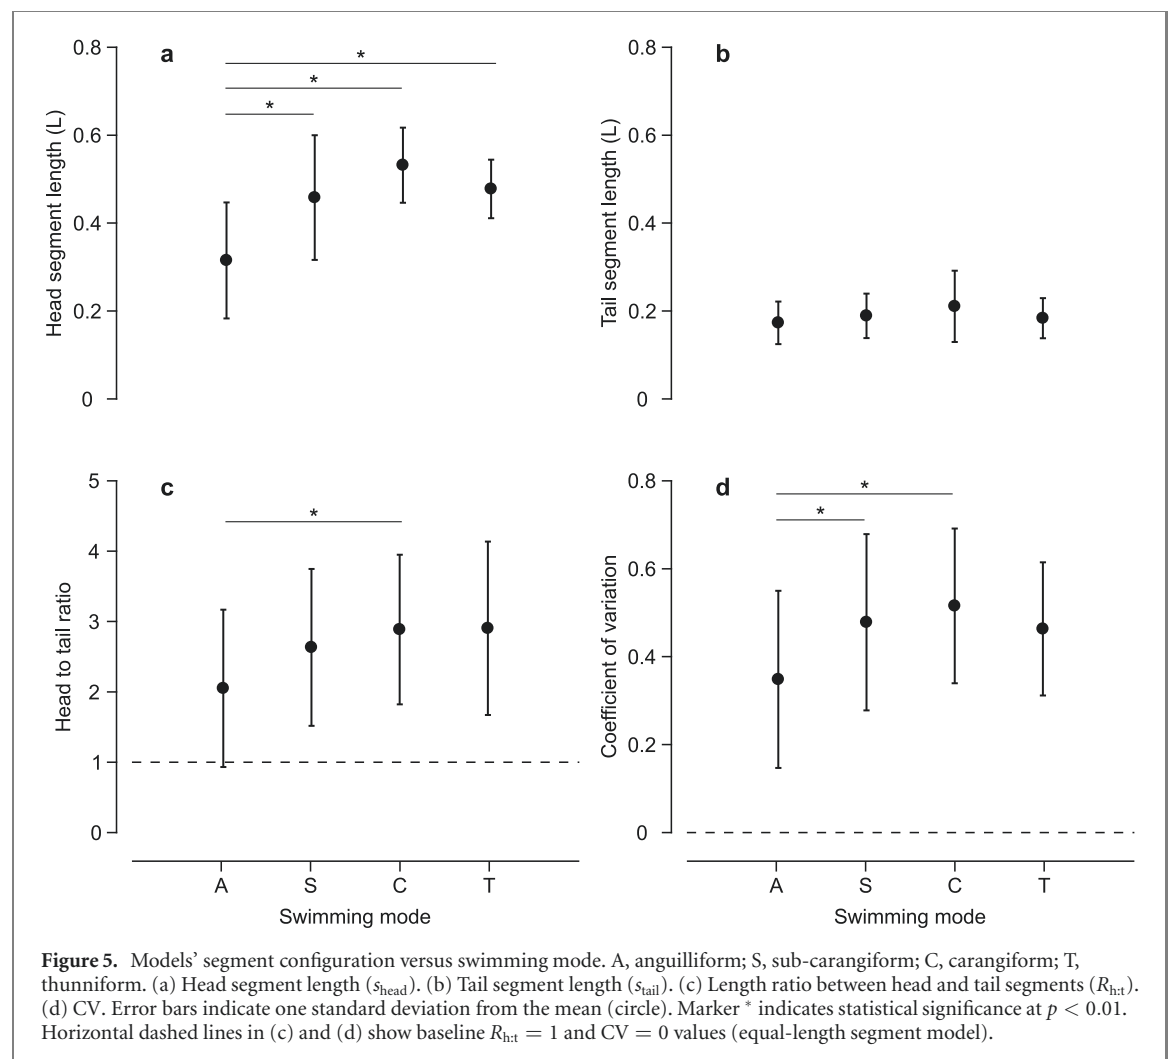 a
b
0.8
0.6
0.4
0.2
0
Head segment length (L)
*
*
*
0.8
0.6
0.4
0.2
0
Tail segment length (L)
c
d
5
4
3
2
1
0
Head to tail ratio
*
0.8
0.6
0.4
0.2
0
Coefficient of variation
*
*
A S C T
Swimming mode
A S C T
Swimming mode
Figure 5. Models' segment configuration versus swimming mode. A, anguilliform; S, sub-carangiform; C, carangiform; T,
thunniform. (a) Head segment length (s_head). (b) Tail segment length (s_tail). (c) Length ratio between head and tail segments (R_h:t).
(d) CV. Error bars indicate one standard deviation from the mean (circle). Marker * indicates statistical significance at p < 0.01.
Horizontal dashed lines in (c) and (d) show baseline R_h:t = 1 and CV = 0 values (equal-length segment model).